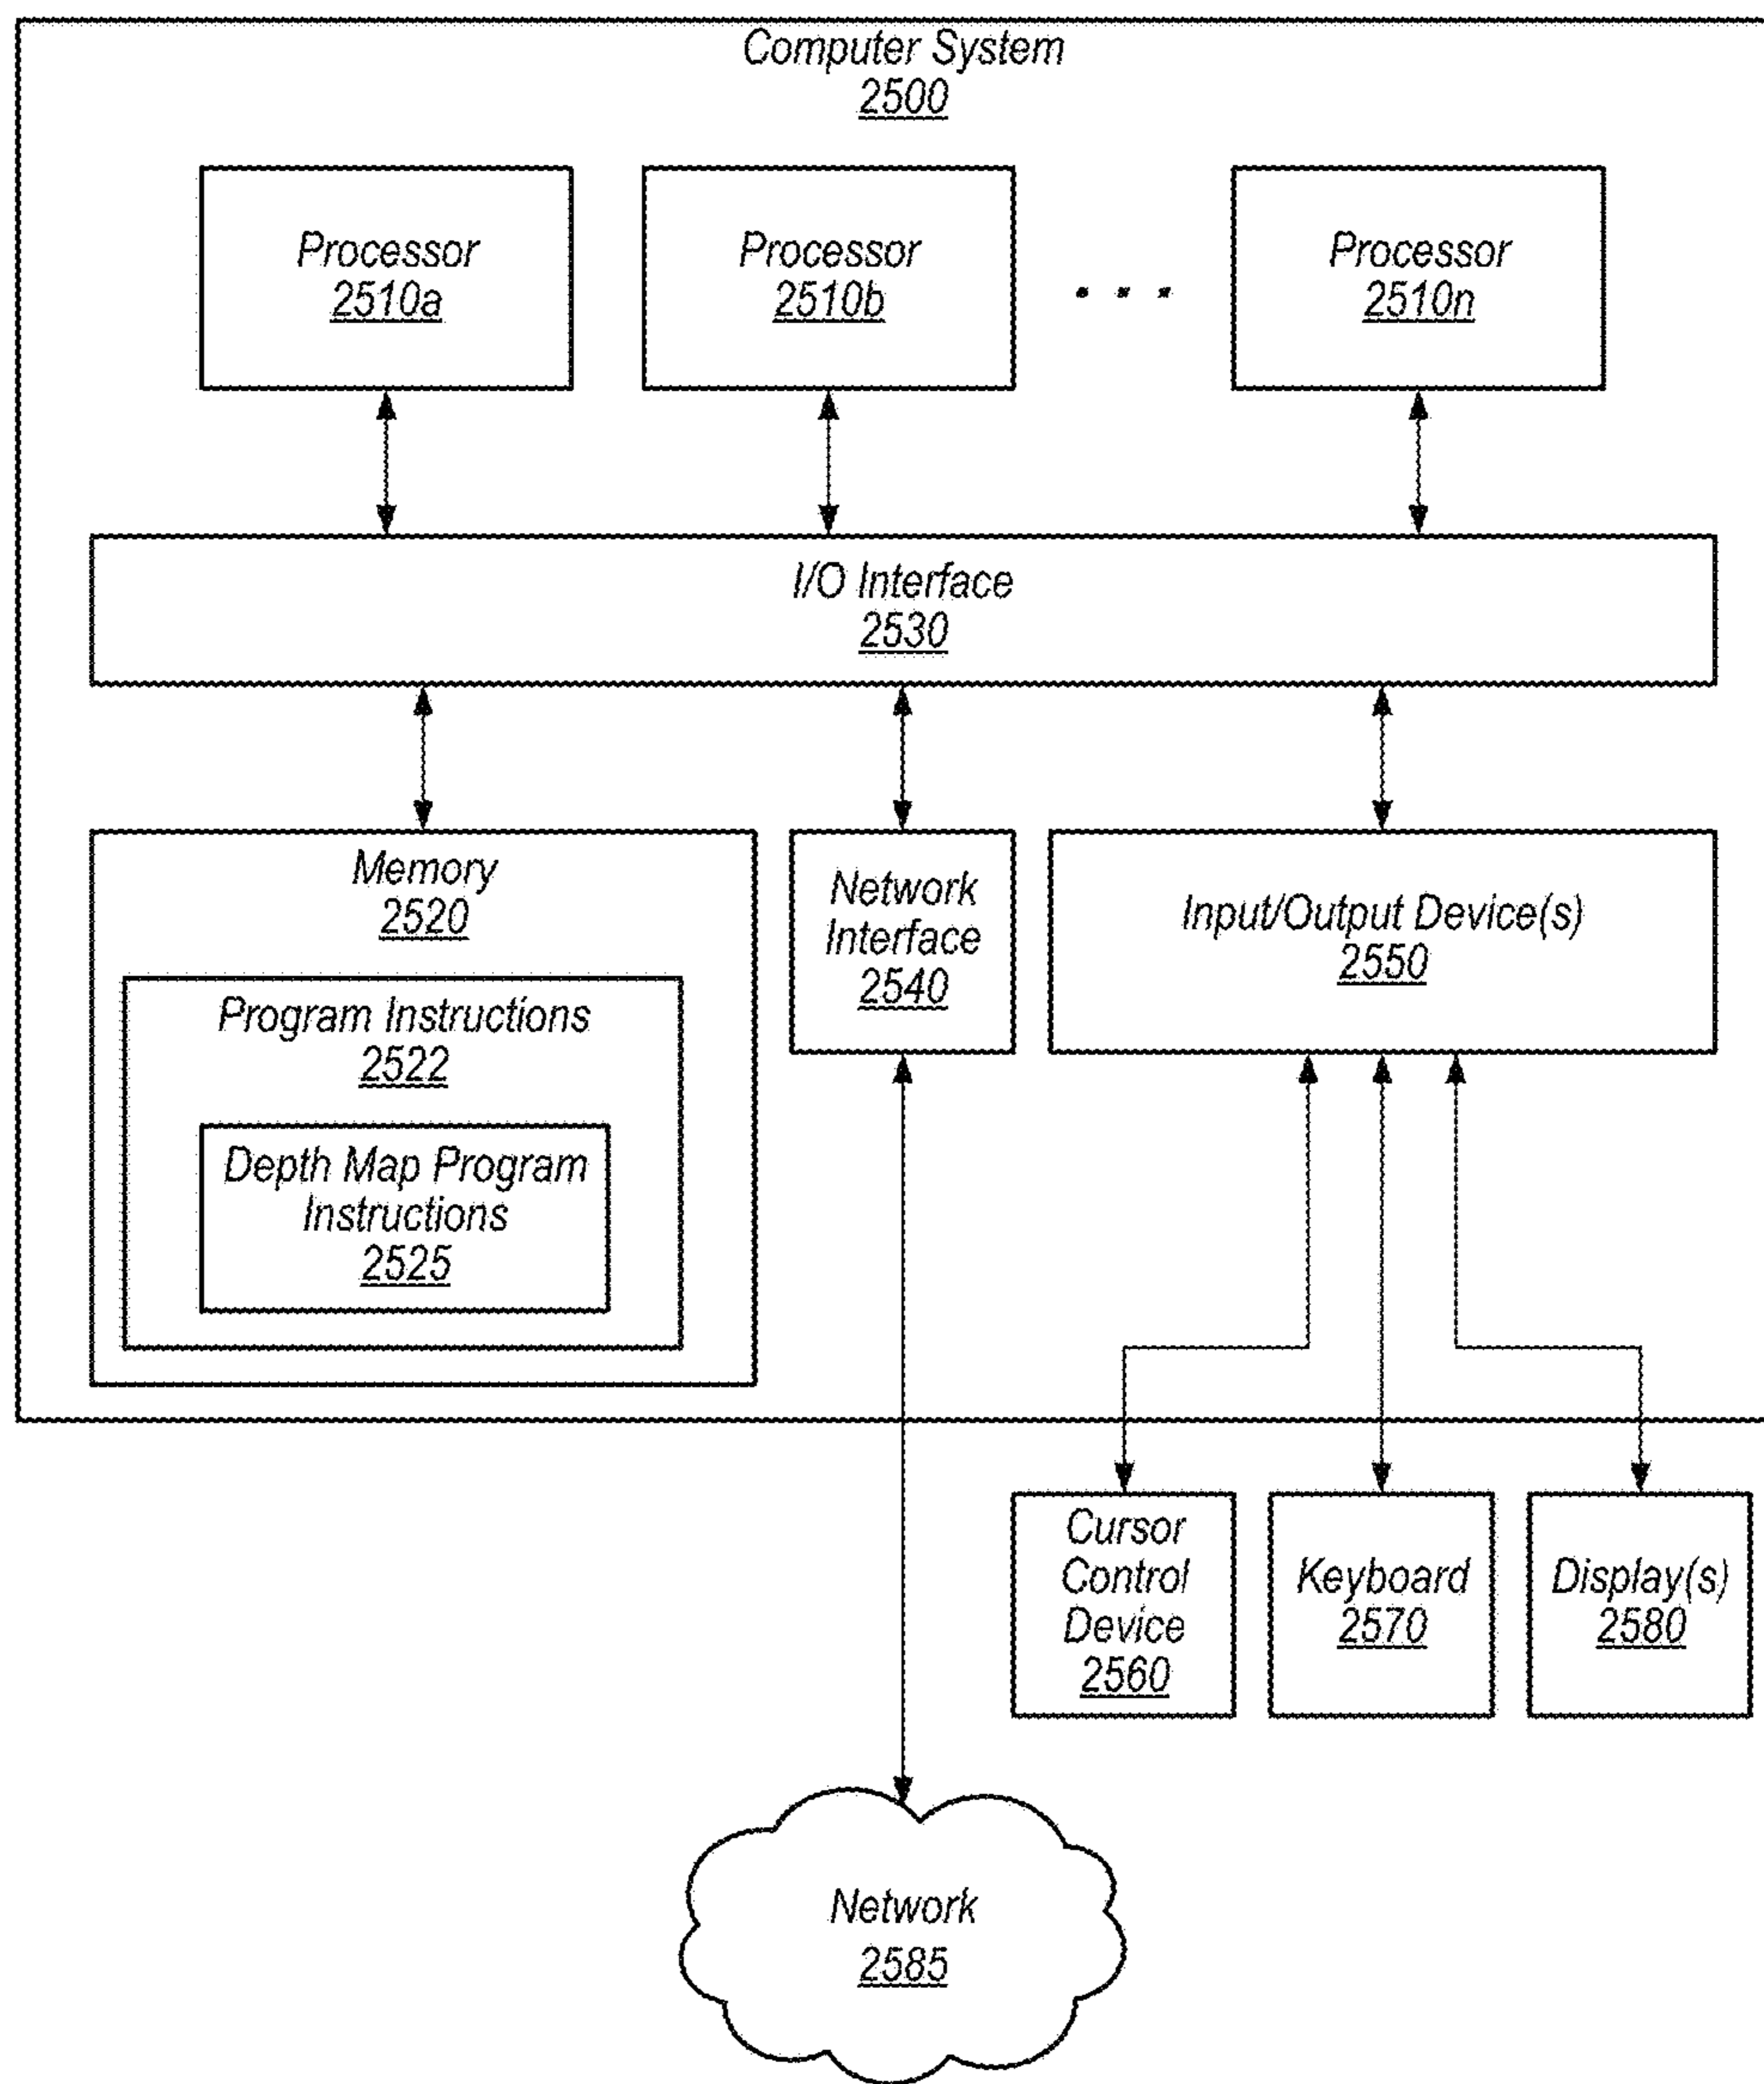 Computer System
2500
Processor
2510a
Processor
2510b
. . .
Processor
2510n
I/O Interface
2530
Memory
2520
Program Instructions
2522
Depth Map Program
Instructions
2525
Network
Interface
2540
Input/Output Device(s)
2550
Cursor
Control
Device
2560
Keyboard
2570
Display(s)
2580
Network
2585